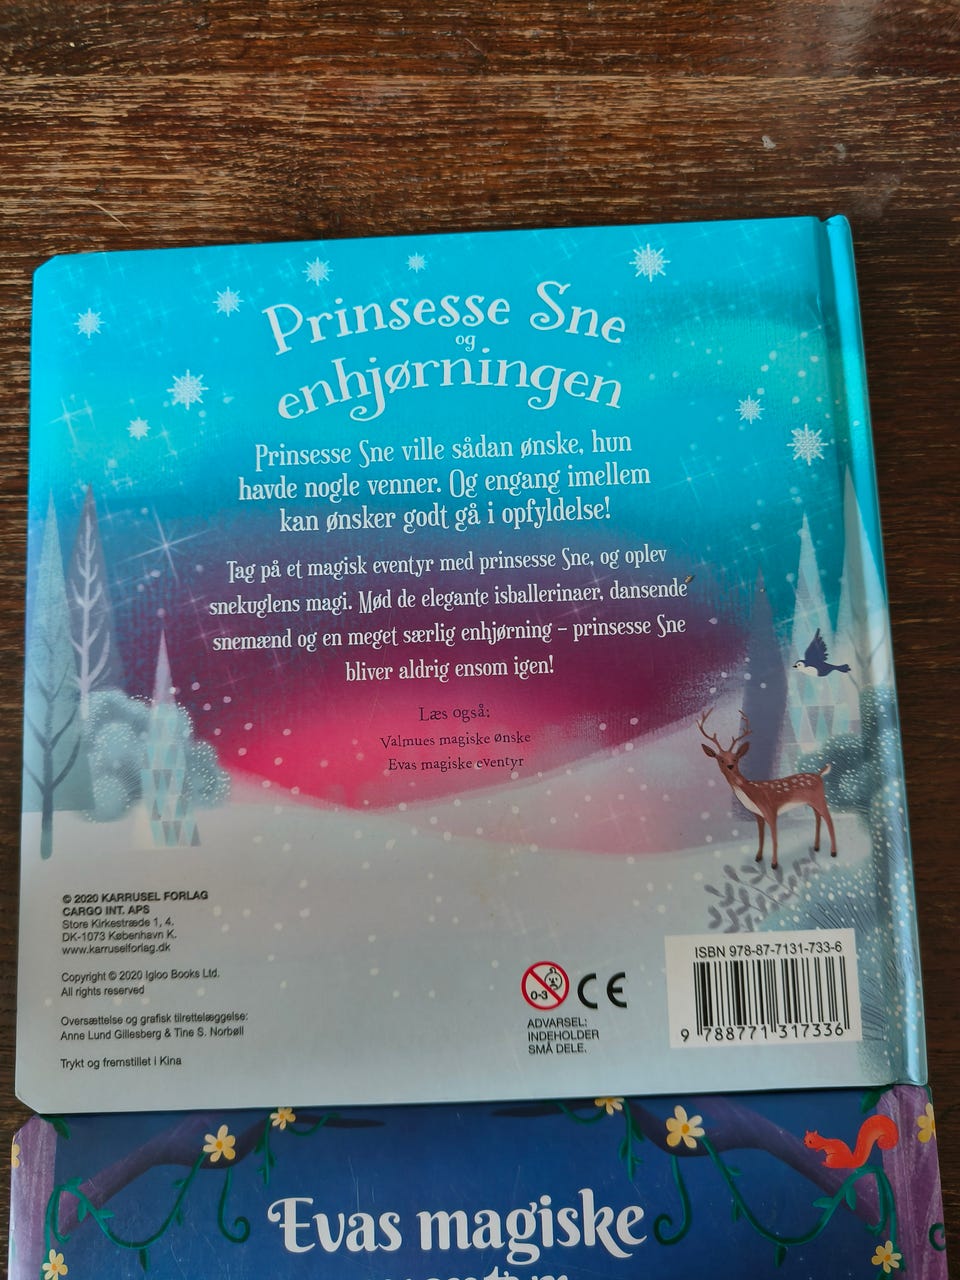 Prinsesse Sne
og
enhjørningen
Prinsesse Sne ville sådan ønske, hun
havde nogle venner. Og engang imellem
kan ønsker godt gå i opfyldelse!
Tag på et magisk eventyr med prinsesse Sne, og oplev
snekuglens magi. Mød de elegante isballerinaer, dansende
snemænd og en meget særlig enhjørning – prinsesse Sne
bliver aldrig ensom igen!
Læs også:
Valmues magiske ønske
Evas magiske eventyr
© 2020 KARRUSEL FORLAG
CARGO INT. APS
Store Kirkestræde 1, 4.
DK-1073 København K.
www.karruselforlag.dk
Copyright © 2020 Igloo Books Ltd.
All rights reserved
Oversættelse og grafisk tilrettelæggelse:
Anne Lund Gillesberg & Tine S. Norbøll
Trykt og fremstillet i Kina
0-3 CE
ADVARSEL:
INDEHOLDER
SMÅ DELE.
ISBN 978-87-7131-733-6
9 788771 317336
Evas magiske